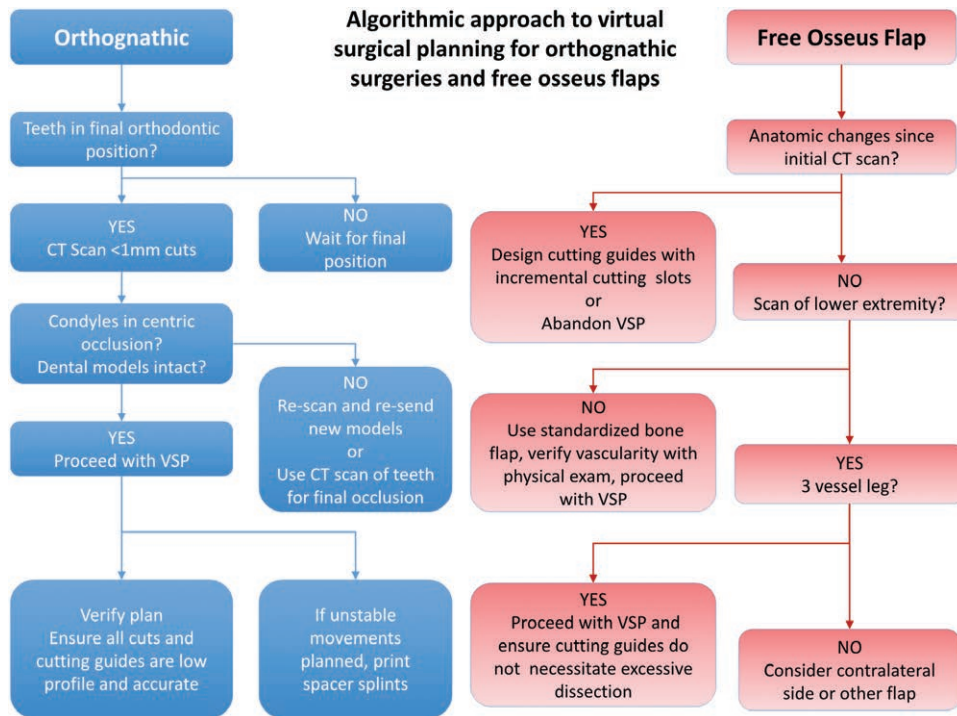 Algorithmic approach to virtual
surgical planning for orthognathic
surgeries and free osseus flaps
Orthognathic
Teeth in final orthodontic
position?
YES
CT Scan <1mm cuts
NO
Wait for final
position
Condyles in centric
occlusion?
Dental models intact?
NO
Re-scan and re-send
new models
or
Use CT scan of teeth
for final occlusion
YES
Proceed with VSP
Verify plan
Ensure all cuts and
cutting guides are low
profile and accurate
If unstable
movements
planned, print
spacer splints
Free Osseus Flap
Anatomic changes since
initial CT scan?
YES
Design cutting guides with
incremental cutting slots
or
Abandon VSP
NO
Scan of lower extremity?
NO
Use standardized bone
flap, verify vascularity with
physical exam, proceed
with VSP
YES
3 vessel leg?
YES
Proceed with VSP and
ensure cutting guides do
not necessitate excessive
dissection
NO
Consider contralateral
side or other flap